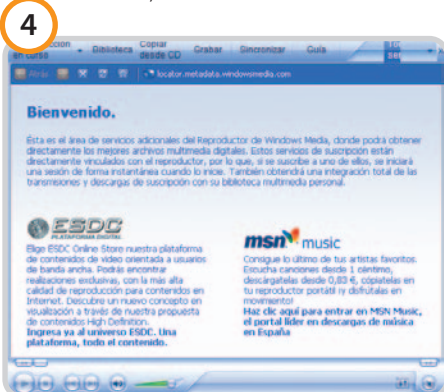 4
Biblioteca
Copiar
desde CD
Grabar
Sincronizar
Guía
en curso
Atrás
locator.metadata.windowsmedia.com
Bienvenido.
Ésta es el área de servicios adicionales del Reproductor de Windows Media, donde podrá obtener
directamente los mejores archivos multimedia digitales. Estos servicios de suscripción están
directamente vinculados con el reproductor, por lo que, si se suscribe a uno de ellos, se iniciará
una sesión de forma instantánea cuando lo inicie. También obtendrá una integración total de las
transmisiones y descargas de suscripción con su biblioteca multimedia personal.
ESDC
PLATAFORMA DIGITAL
Elige ESDC Online Store nuestra plataforma
de contenidos de video orientada a usuarios
de banda ancha. Podrás encontrar
realizaciones exclusivas, con la más alta
calidad de reproducción para contenidos en
Internet. Descubre un nuevo concepto en
visualización a través de nuestra propuesta
de contenidos High Definition.
Ingresa ya al universo ESDC. Una
plataforma, todo el contenido.
msn music
Consigue lo último de tus artistas favoritos.
Escucha canciones desde 1 céntimo,
descárgatelas desde 0,83 €, cópialas en
tu reproductor portátil ¡y disfrútalas en
movimiento!
Haz clic aquí para entrar en MSN Music,
el portal líder en descargas de música
en España